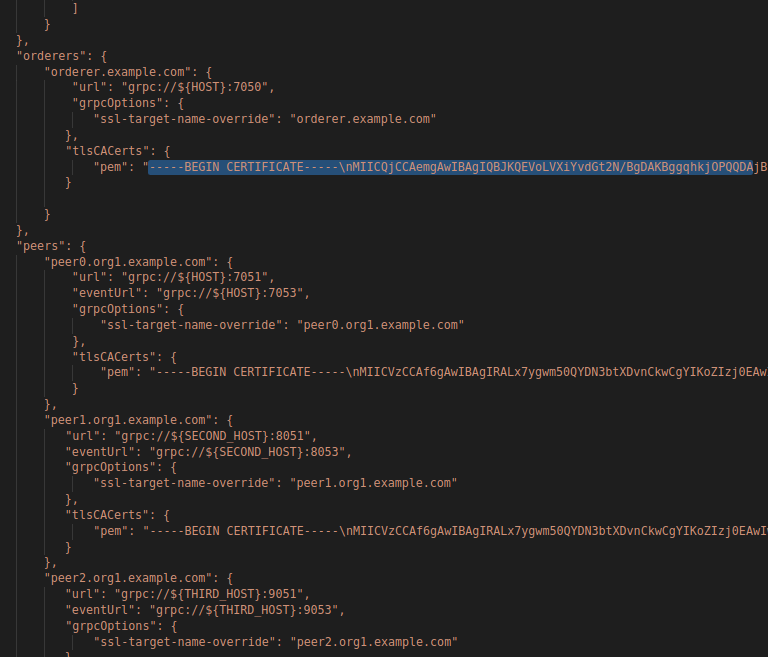 ]
}
},
"orderers": {
"orderer.example.com": {
"url": "grpc://${HOST}:7050",
"grpcOptions": {
"ssl-target-name-override": "orderer.example.com"
},
"tlsCACerts": {
"pem": "-----BEGIN CERTIFICATE-----\nMIICQjCCAemgAwIBAgIQBJKQEVoLVXiYvdGt2N/BgDAKBggqhkjOPQQDAjB
}
}
},
"peers": {
"peer0.org1.example.com": {
"url": "grpc://${HOST}:7051",
"eventUrl": "grpc://${HOST}:7053",
"grpcOptions": {
"ssl-target-name-override": "peer0.org1.example.com"
},
"tlsCACerts": {
"pem": "-----BEGIN CERTIFICATE-----\nMIICVzCCAf6gAwIBAgIRALx7ygwm50QYDN3btXDvnCkwCgYIKoZIzj0EAw
}
},
"peer1.org1.example.com": {
"url": "grpc://${SECOND_HOST}:8051",
"eventUrl": "grpc://${SECOND_HOST}:8053",
"grpcOptions": {
"ssl-target-name-override": "peer1.org1.example.com"
},
"tlsCACerts": {
"pem": "-----BEGIN CERTIFICATE-----\nMIICVzCCAf6gAwIBAgIRALx7ygwm50QYDN3btXDvnCkwCgYIKoZIzj0EAwI
}
},
"peer2.org1.example.com": {
"url": "grpc://${THIRD_HOST}:9051",
"eventUrl": "grpc://${THIRD_HOST}:9053",
"grpcOptions": {
"ssl-target-name-override": "peer2.org1.example.com"